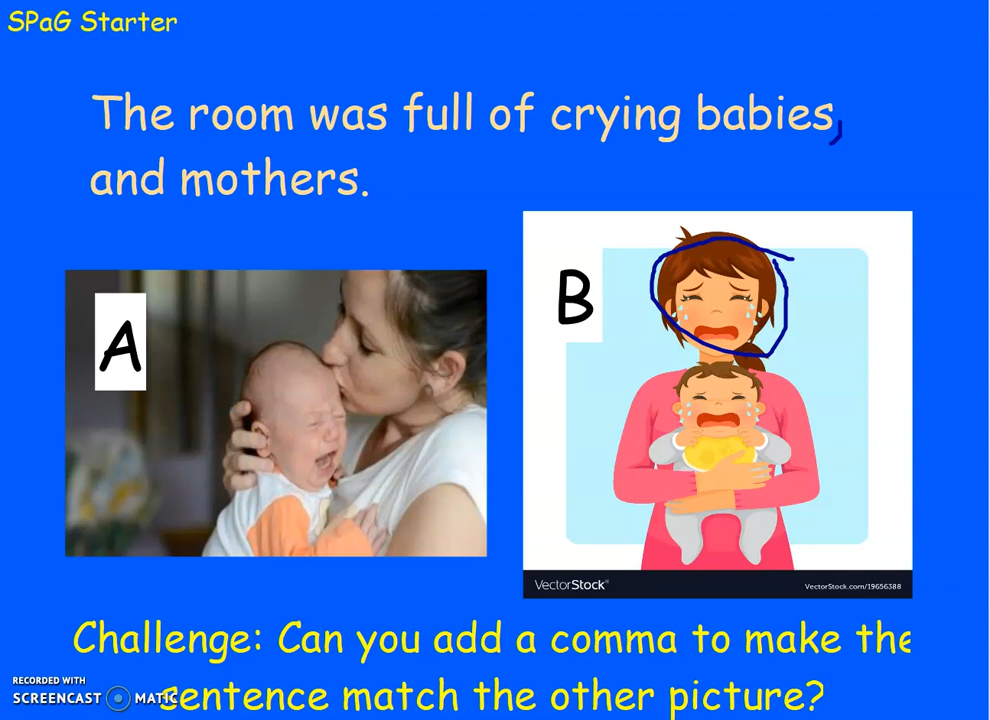 SPaG Starter
The room was full of crying babies,
and mothers.
A
B
VectorStock
VectorStock.com/19656388
Challenge: Can you add a comma to make the
sentence match the other picture?
RECORDED WITH
SCREENCAST MATIC